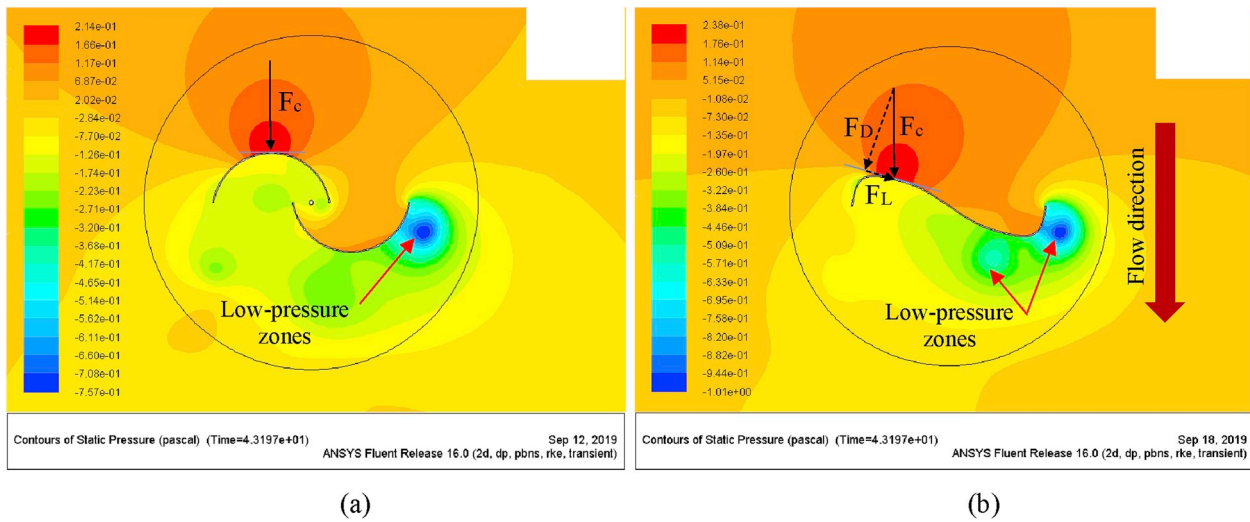 2.14e-01
1.66e-01
1.17e-01
6.87e-02
2.02e-02
-2.84e-02
-7.70e-02
-1.26e-01
-1.74e-01
-2.23e-01
-2.71e-01
-3.20e-01
-3.68e-01
-4.17e-01
-4.65e-01
-5.14e-01
-5.62e-01
-6.11e-01
-6.60e-01
-7.08e-01
-7.57e-01
Fc
Low-pressure
zones
Contours of Static Pressure (pascal) (Time=4.3197e+01)
Sep 12, 2019
ANSYS Fluent Release 16.0 (2d, dp, pbns, rke, transient)
(a)
2.38e-01
1.76e-01
1.14e-01
5.15e-02
-1.08e-02
-7.30e-02
-1.35e-01
-1.97e-01
-2.60e-01
-3.22e-01
-3.84e-01
-4.46e-01
-5.09e-01
-5.71e-01
-6.33e-01
-6.95e-01
-7.58e-01
-8.20e-01
-8.82e-01
-9.44e-01
-1.01e+00
FD
Fc
FL
Low-pressure
zones
Flow direction
Contours of Static Pressure (pascal) (Time=4.3197e+01)
Sep 18, 2019
ANSYS Fluent Release 16.0 (2d, dp, pbns, rke, transient)
(b)